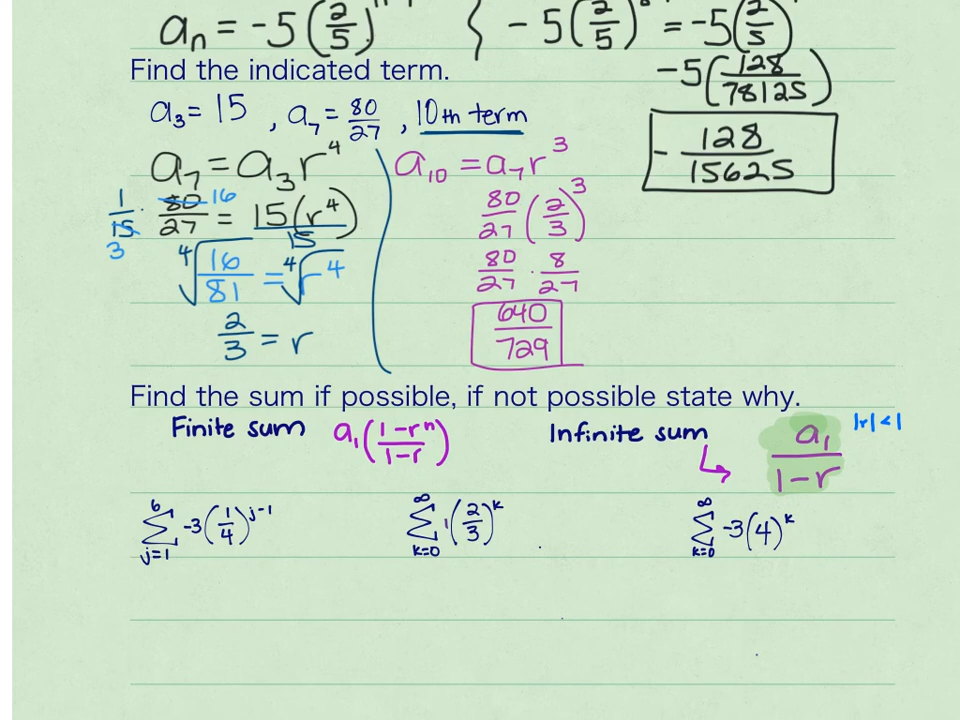 aₙ = -5(2/5)ⁿ⁻¹ { -5(2/5)⁸⁻¹ = -5(2/5)
-5(128/78125)
-128/15625
Find the indicated term.
a₃ = 15 , a₇ = 80/27 , 10th term
a₇ = a₃r⁴
1/15 · 80/27 = 15(r⁴)/15
16
3
⁴√(16/81) = ⁴√r⁴
2/3 = r
a₁₀ = a₇r³
80/27 (2/3)³
80/27 · 8/27
640/729
Find the sum if possible, if not possible state why.
Finite sum a₁((1-rⁿ)/(1-r)) Infinite sum ↳ a₁/(1-r) |r|<1
6 Σ j=1 -3(1/4)^(j-1) ∞ Σ k=0 1(2/3)^k ∞ Σ k=0 -3(4)^k